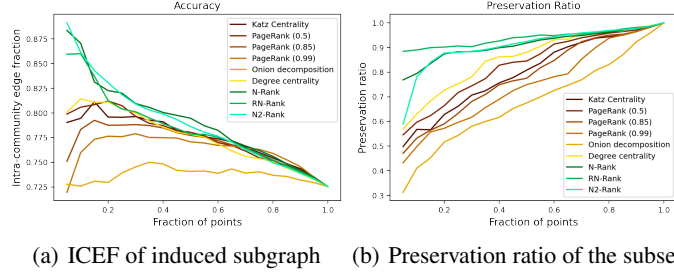 Accuracy
Intra-community edge fraction
0.875
0.850
0.825
0.800
0.775
0.750
0.725
0.2
0.4
0.6
0.8
1.0
Fraction of points
Katz Centrality
PageRank (0.5)
PageRank (0.85)
PageRank (0.99)
Onion decomposition
Degree centrality
N-Rank
RN-Rank
N2-Rank
(a) ICEF of induced subgraph
Preservation Ratio
Preservation ratio
1.0
0.9
0.8
0.7
0.6
0.5
0.4
0.3
0.2
0.4
0.6
0.8
1.0
Fraction of points
Katz Centrality
PageRank (0.5)
PageRank (0.85)
PageRank (0.99)
Onion decomposition
Degree centrality
N-Rank
RN-Rank
N2-Rank
(b) Preservation ratio of the subse